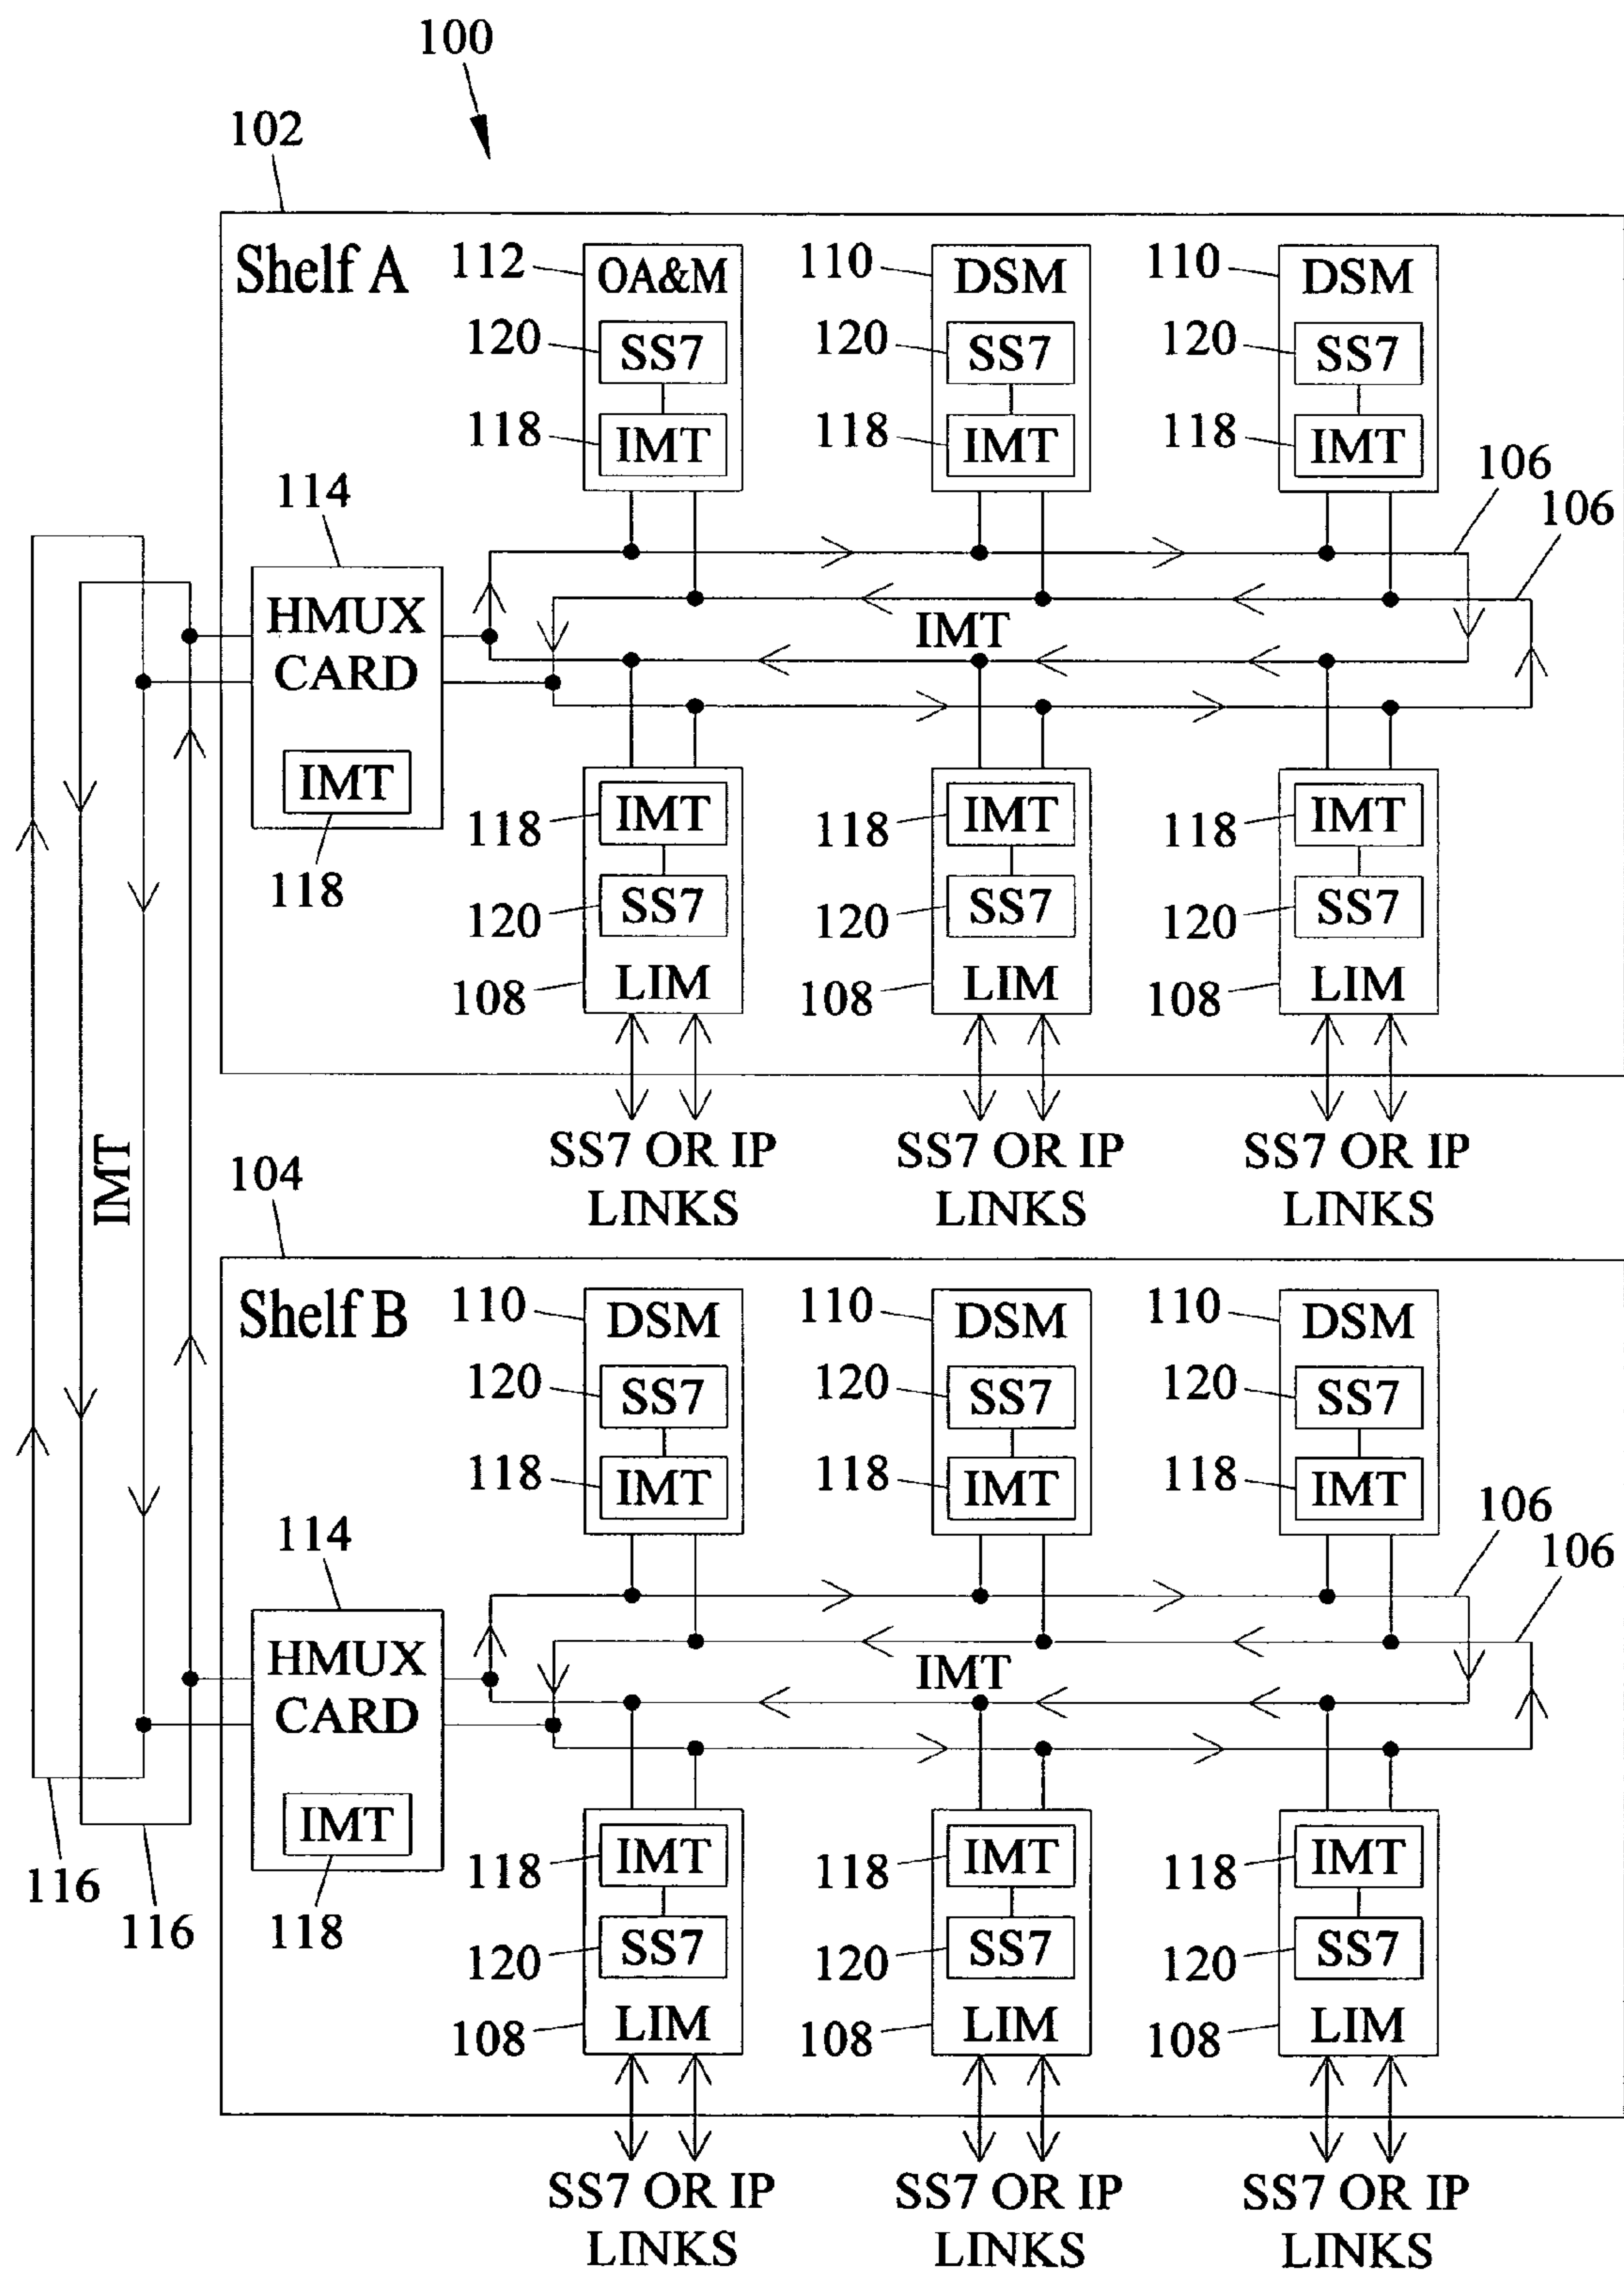 100
102
Shelf A
112 OA&M 110 DSM 110 DSM
120 SS7 120 SS7 120 SS7
118 IMT 118 IMT 118 IMT
106
114
106
HMUX
CARD
IMT
IMT
118
118 IMT 118 IMT 118 IMT
120 SS7 120 SS7 120 SS7
108 LIM 108 LIM 108 LIM
SS7 OR IP SS7 OR IP SS7 OR IP
LINKS LINKS LINKS
IMT
104
Shelf B
110 DSM 110 DSM 110 DSM
120 SS7 120 SS7 120 SS7
118 IMT 118 IMT 118 IMT
106
114
106
HMUX
CARD
IMT
IMT
118
118 IMT 118 IMT 118 IMT
120 SS7 120 SS7 120 SS7
108 LIM 108 LIM 108 LIM
116
116
SS7 OR IP SS7 OR IP SS7 OR IP
LINKS LINKS LINKS